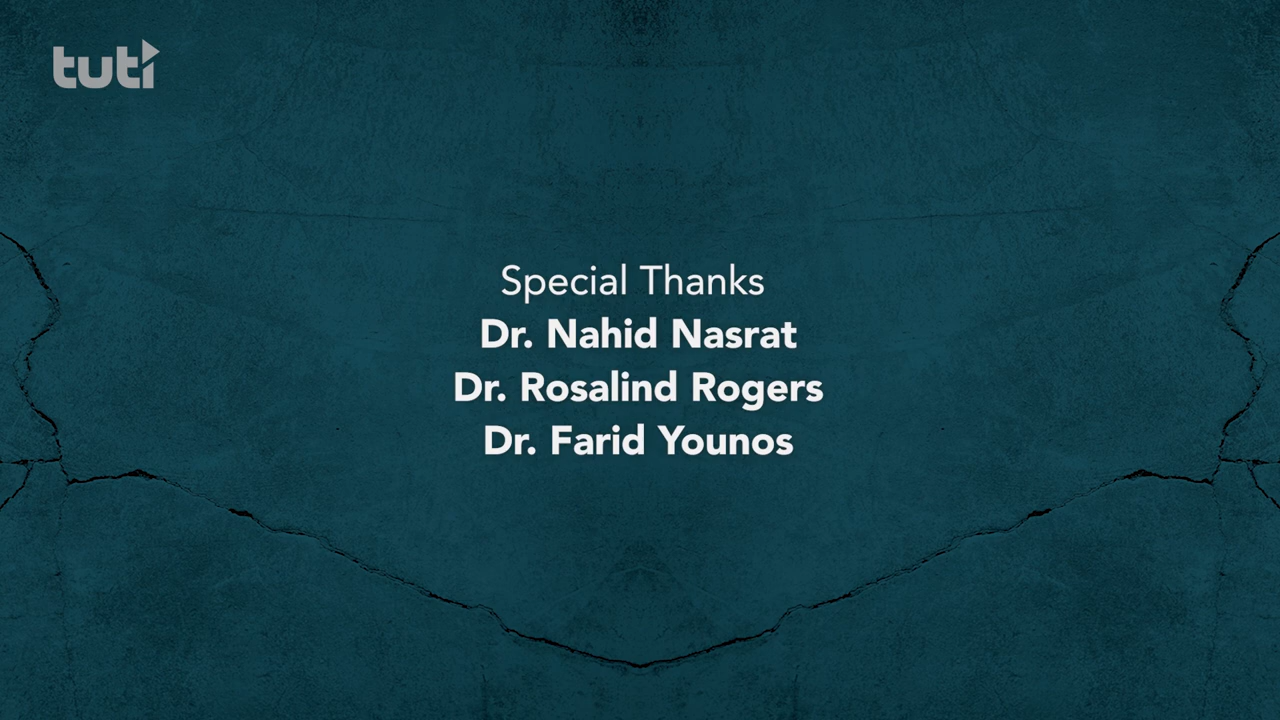 tuti
Special Thanks
Dr. Nahid Nasrat
Dr. Rosalind Rogers
Dr. Farid Younos